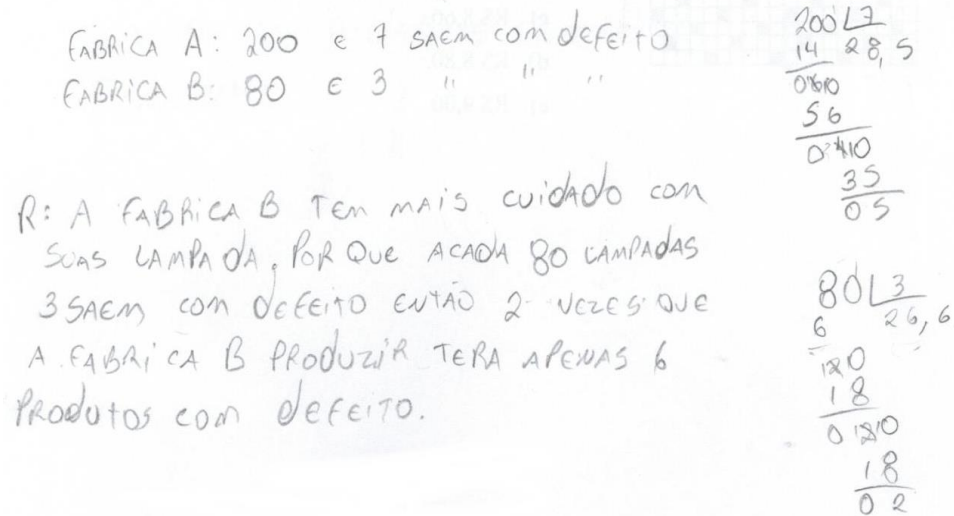 FABRICA A: 200 e 7 SAEM com defeito
FABRICA B: 80 E 3 " " "
R: A FABRICA B TEM MAIS CUIDADO COM
SUAS LAMPADA, POR QUE ACADA 80 LAMPADAS
3 SAEM COM DEFEITO ENTÃO 2 VEZES QUE
A FABRICA B PRODUZIR TERA APENAS 6
PRODUTOS COM DEFEITO.
200 7
14 28,5
060
56
040
35
05
80 3
6 26,6
20
18
020
18
02